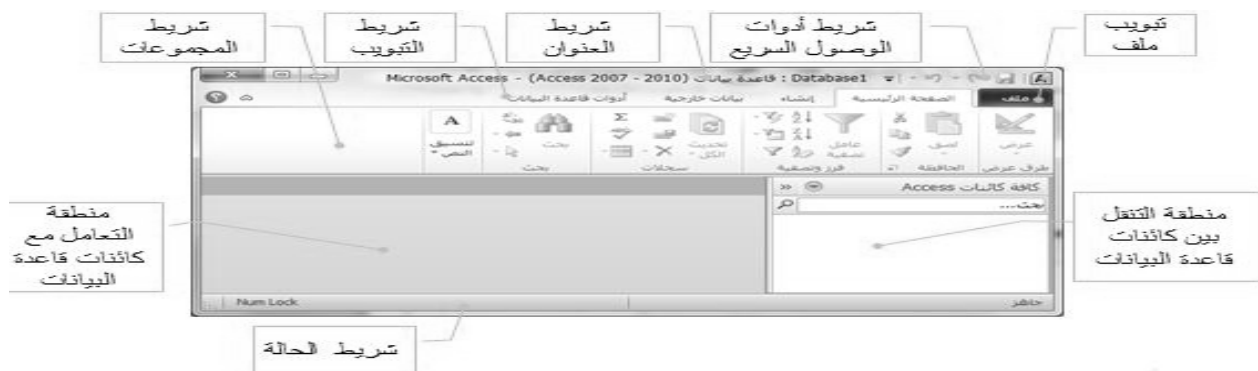 تبويب
ملف
شريط أدوات
الوصول السريع
شريط
العنوان
شريط
التبويب
شريط
المجموعات
Database1 : قاعدة بيانات (Access 2007 - 2010) - Microsoft Access
ملف الصفحة الرئيسية إنشاء بيانات خارجية أدوات قاعدة البيانات
عرض
لصق
عامل
تصفية
تحديث
الكل
بحث
A
تنسيق
النص
طرق عرض الحافظة فرز وتصفية سجلات بحث
كافة كائنات Access
بحث...
منطقة التنقل
بين كائنات
قاعدة البيانات
منطقة
التعامل مع
كائنات قاعدة
البيانات
جاهز
Num Lock
شريط الحالة